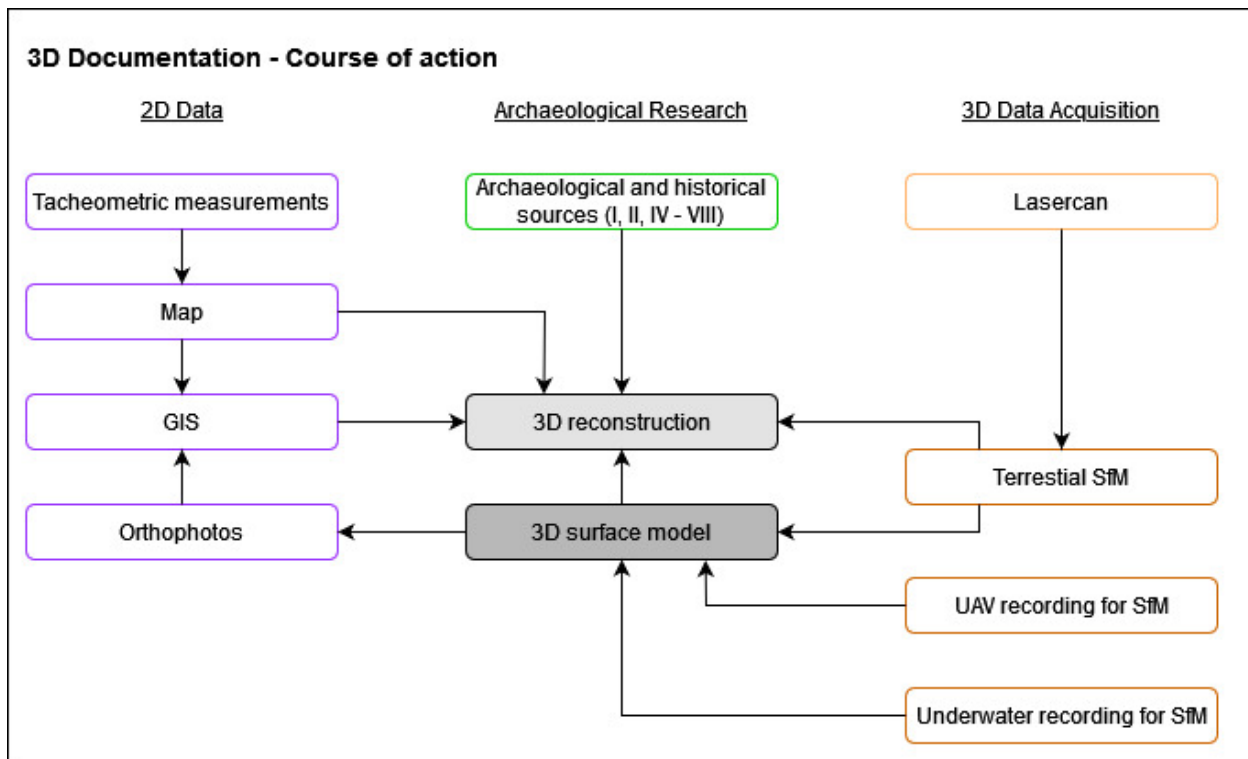 3D Documentation - Course of action
2D Data
Archaeological Research
3D Data Acquisition
Tacheometric measurements
Archaeological and historical
sources (I, II, IV - VIII)
Lasercan
Map
GIS
3D reconstruction
Terrestial SfM
Orthophotos
3D surface model
UAV recording for SfM
Underwater recording for SfM